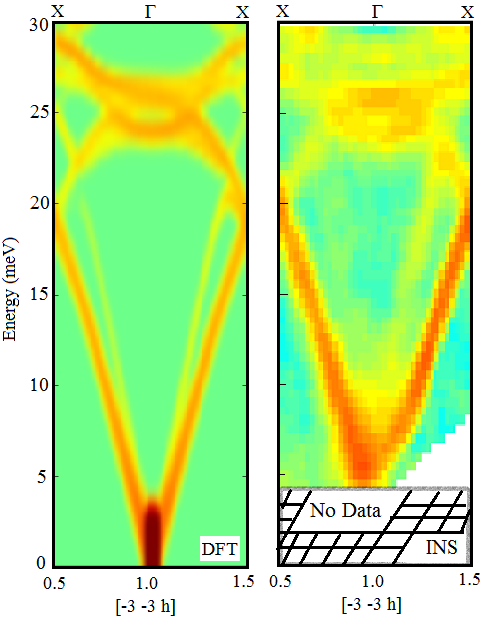 X Γ X X Γ X
30
25
20
15
10
5
0
Energy (meV)
DFT
No Data
INS
0.5 1.0 1.5 0.5 1.0 1.5
[-3 -3 h] [-3 -3 h]